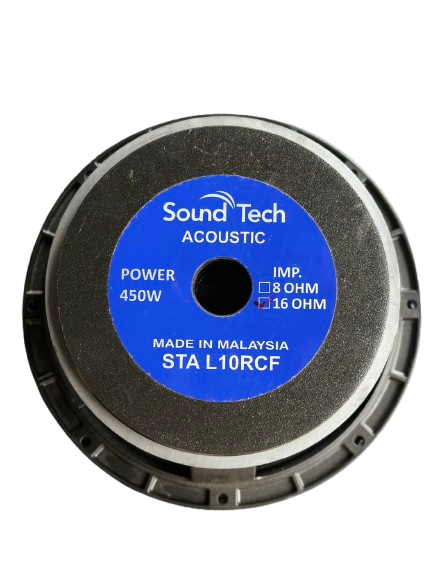 Sound Tech
ACOUSTIC
POWER
450W
IMP.
8 OHM
16 OHM
MADE IN MALAYSIA
STA L10RCF